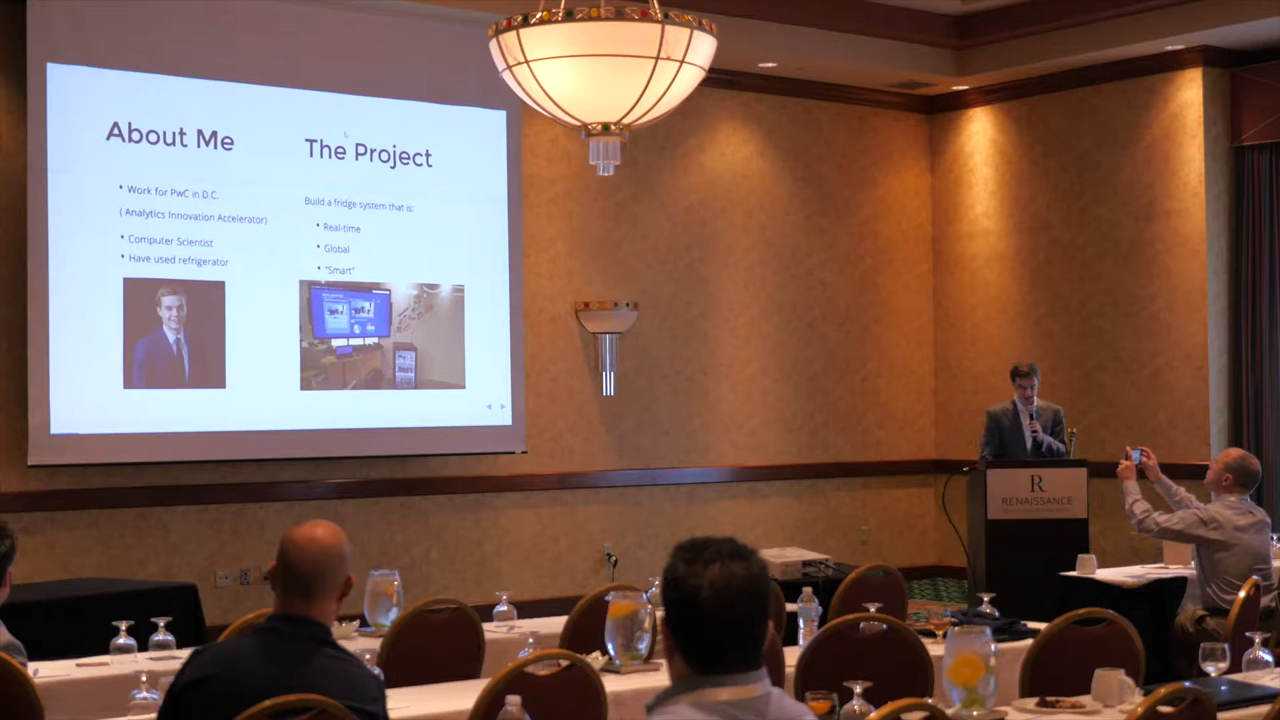 About Me
The Project
• Work for PwC in D.C.
( Analytics Innovation Accelerator)
• Computer Scientist
• Have used refrigerator
Build a fridge system that is:
• Real-time
• Global
• "Smart"
R
RENAISSANCE